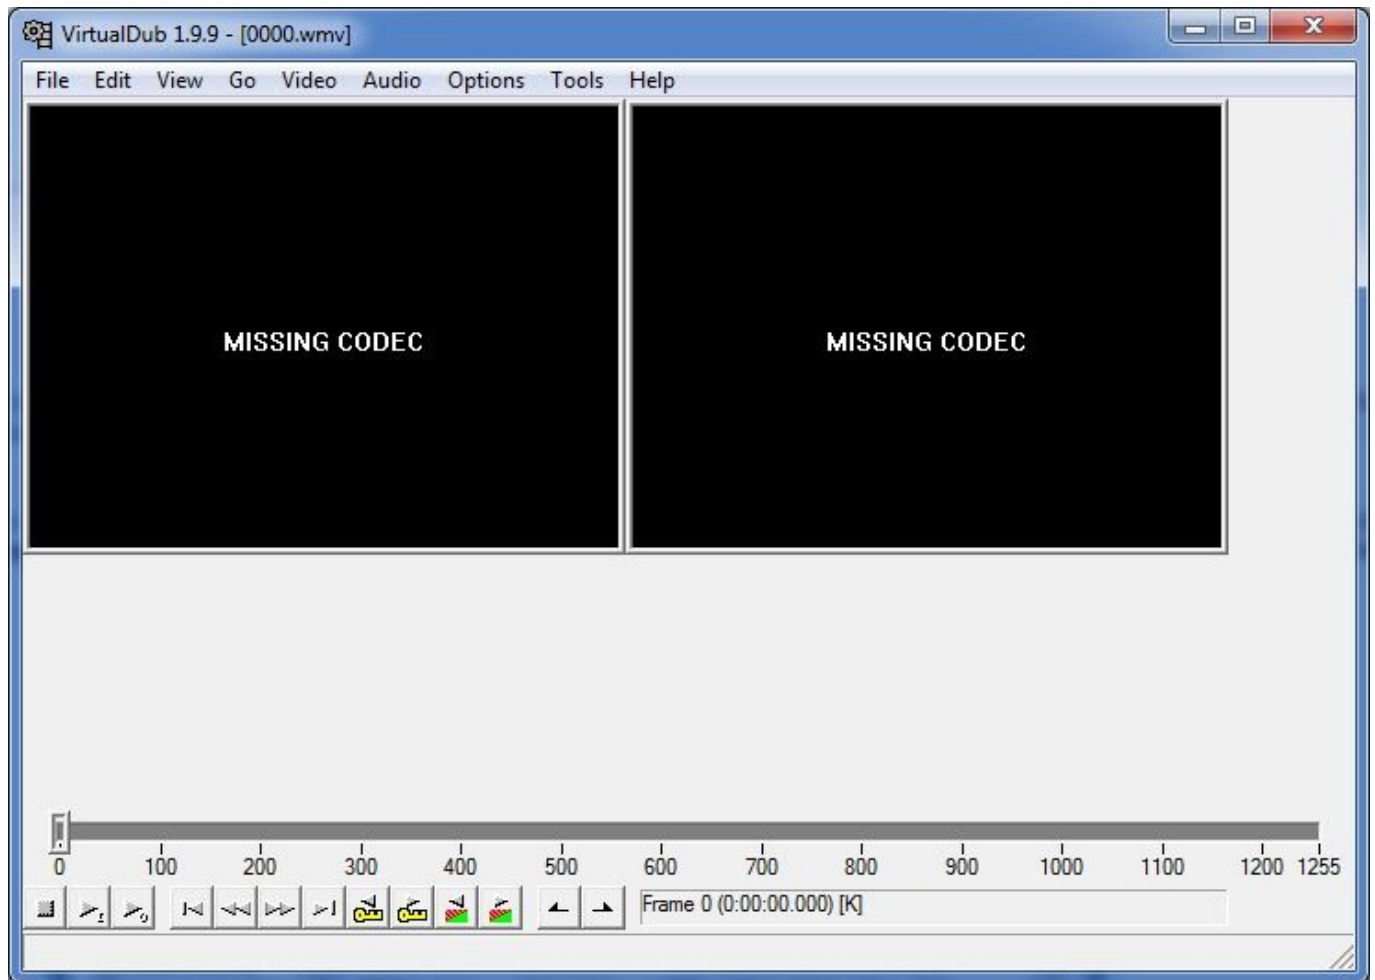 VirtualDub 1.9.9 - [0000.wmv]
File Edit View Go Video Audio Options Tools Help
MISSING CODEC MISSING CODEC
0 100 200 300 400 500 600 700 800 900 1000 1100 1200 1255
Frame 0 (0:00:00.000) [K]